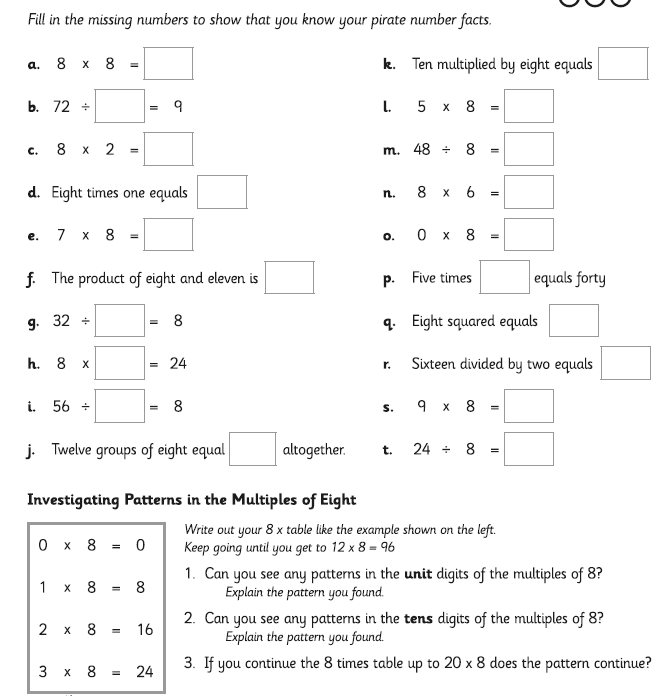 Fill in the missing numbers to show that you know your pirate number facts.
a. 8 x 8 =
b. 72 ÷ = 9
c. 8 x 2 =
d. Eight times one equals
e. 7 x 8 =
f. The product of eight and eleven is
g. 32 ÷ = 8
h. 8 x = 24
i. 56 ÷ = 8
j. Twelve groups of eight equal altogether.
k. Ten multiplied by eight equals
l. 5 x 8 =
m. 48 ÷ 8 =
n. 8 x 6 =
o. 0 x 8 =
p. Five times equals forty
q. Eight squared equals
r. Sixteen divided by two equals
s. 9 x 8 =
t. 24 ÷ 8 =
Investigating Patterns in the Multiples of Eight
0 x 8 = 0
1 x 8 = 8
2 x 8 = 16
3 x 8 = 24
Write out your 8 x table like the example shown on the left.
Keep going until you get to 12 x 8 = 96
1. Can you see any patterns in the unit digits of the multiples of 8?
Explain the pattern you found.
2. Can you see any patterns in the tens digits of the multiples of 8?
Explain the pattern you found.
3. If you continue the 8 times table up to 20 x 8 does the pattern continue?